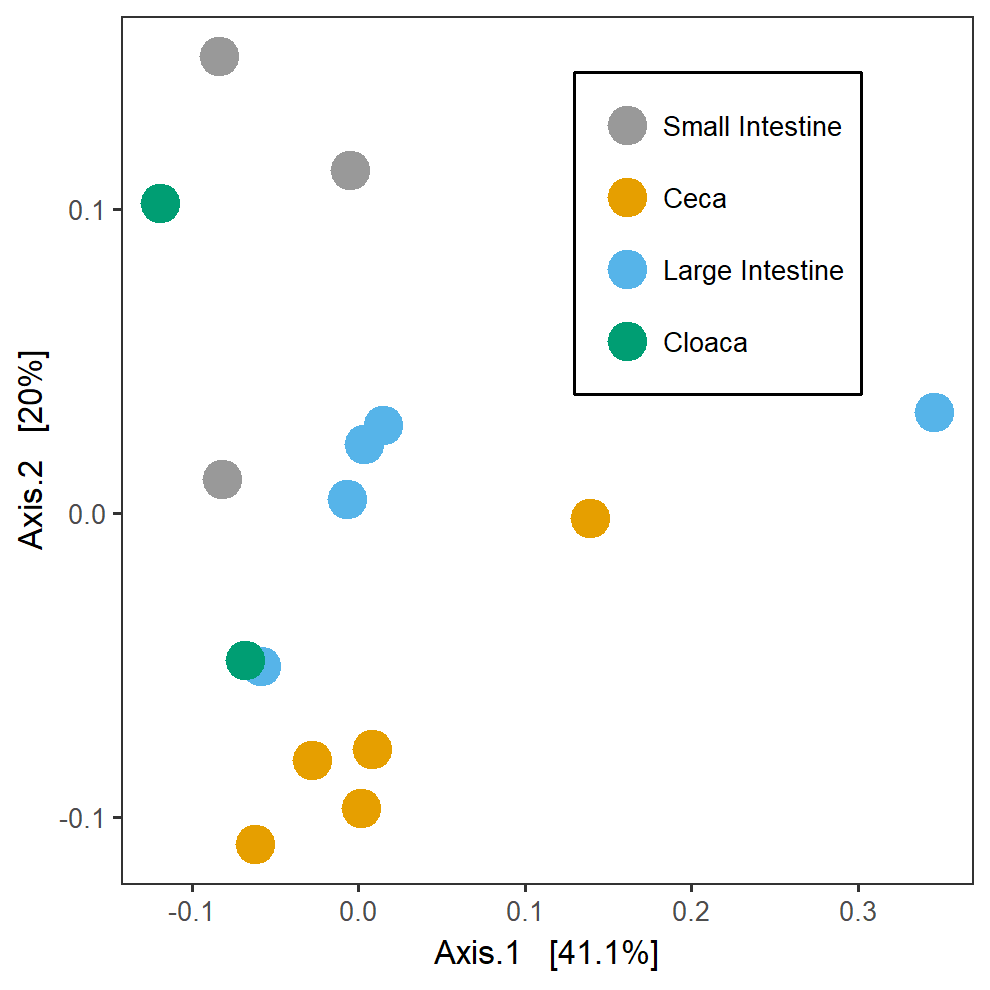 Small Intestine
Ceca
Large Intestine
Cloaca
0.1
0.0
-0.1
Axis.2 [20%]
-0.1
0.0
0.1
0.2
0.3
Axis.1 [41.1%]